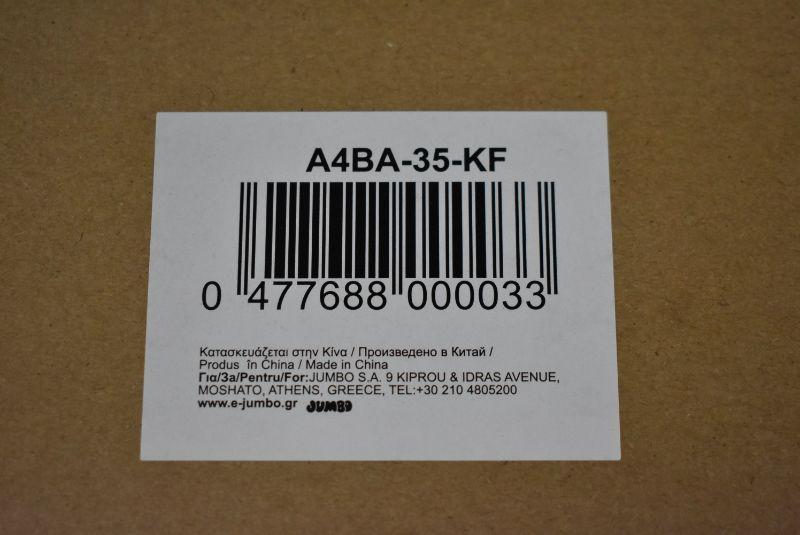 A4BA-35-KF
0 477688 000033
Κατασκευάζεται στην Κίνα / Произведено в Китай /
Produs în China / Made in China
Για/За/Pentru/For:JUMBO S.A. 9 KIPROU & IDRAS AVENUE,
MOSHATO, ATHENS, GREECE, TEL:+30 210 4805200
www.e-jumbo.gr JUMBO